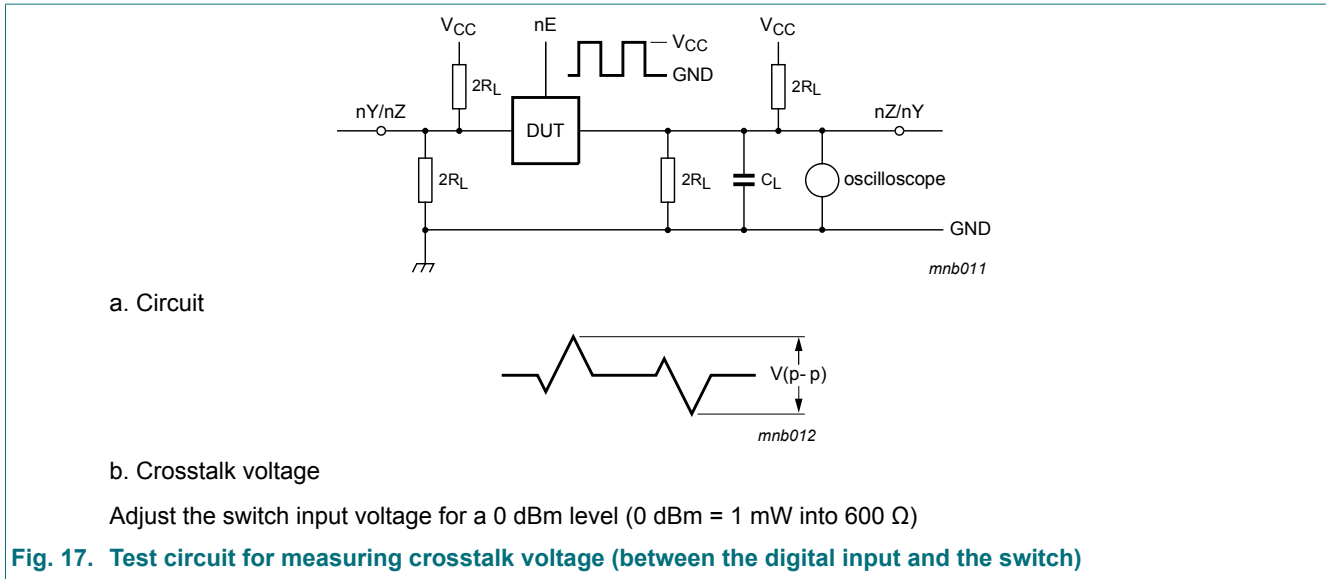 VCC nE VCC
VCC
GND
2RL 2RL
nY/nZ nZ/nY
DUT
2RL 2RL CL oscilloscope
GND
mnb011
a. Circuit
V(p- p)
mnb012
b. Crosstalk voltage
Adjust the switch input voltage for a 0 dBm level (0 dBm = 1 mW into 600 Ω)
Fig. 17. Test circuit for measuring crosstalk voltage (between the digital input and the switch)